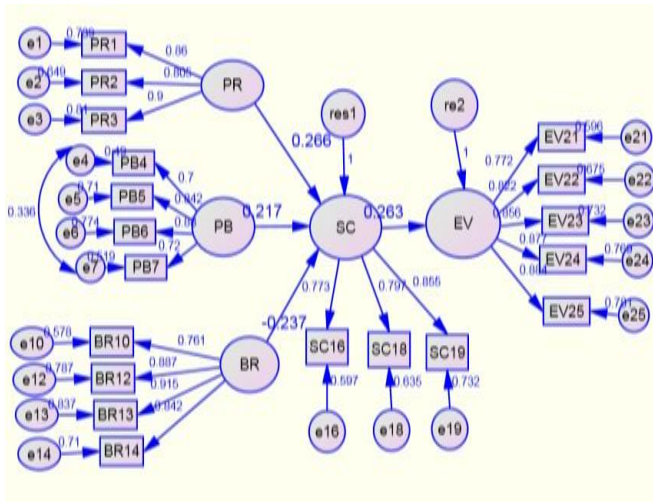 e1 0.739 PR1 0.86
e2 0.649 PR2 0.805
e3 0.81 PR3 0.9
PR
res1
re2
1
1
0.266
e4 0.49 PB4 0.7
e5 0.71 PB5 0.842
e6 0.774 PB6 0.88
e7 0.519 PB7 0.72
0.336
PB
0.217
SC
0.263
EV
EV21 0.596 e21
0.772
EV22 0.675 e22
0.822
EV23 0.732 e23
0.856
EV24 e24
0.877
EV25 0.781 e25
-0.237
BR
e10 0.578 BR10 0.761
e12 0.787 BR12 0.887
e13 0.837 BR13 0.915
e14 0.71 BR14 0.842
0.773
0.797
0.855
SC16
SC18
SC19
0.597
0.635
0.732
e16
e18
e19